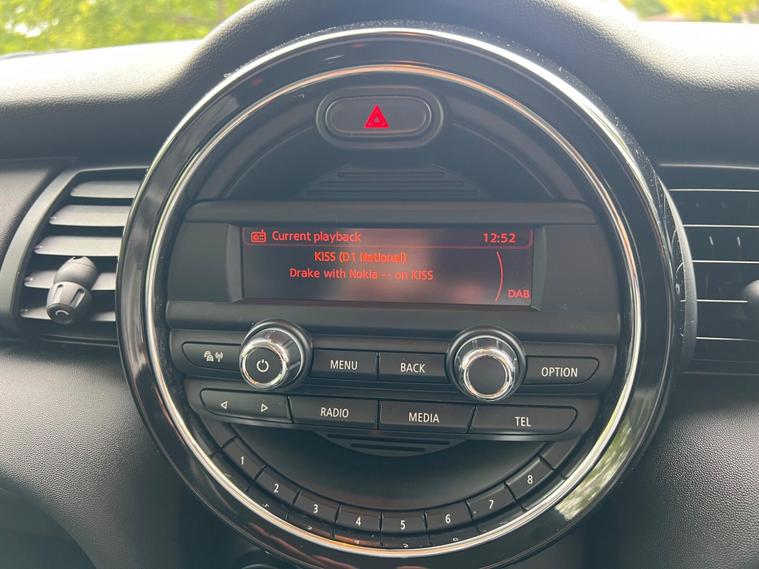 Current playback 12:52
KISS (D1 National)
Drake with Nokia -- on KISS
DAB
MENU BACK OPTION
RADIO MEDIA TEL
1 2 3 4 5 6 7 8